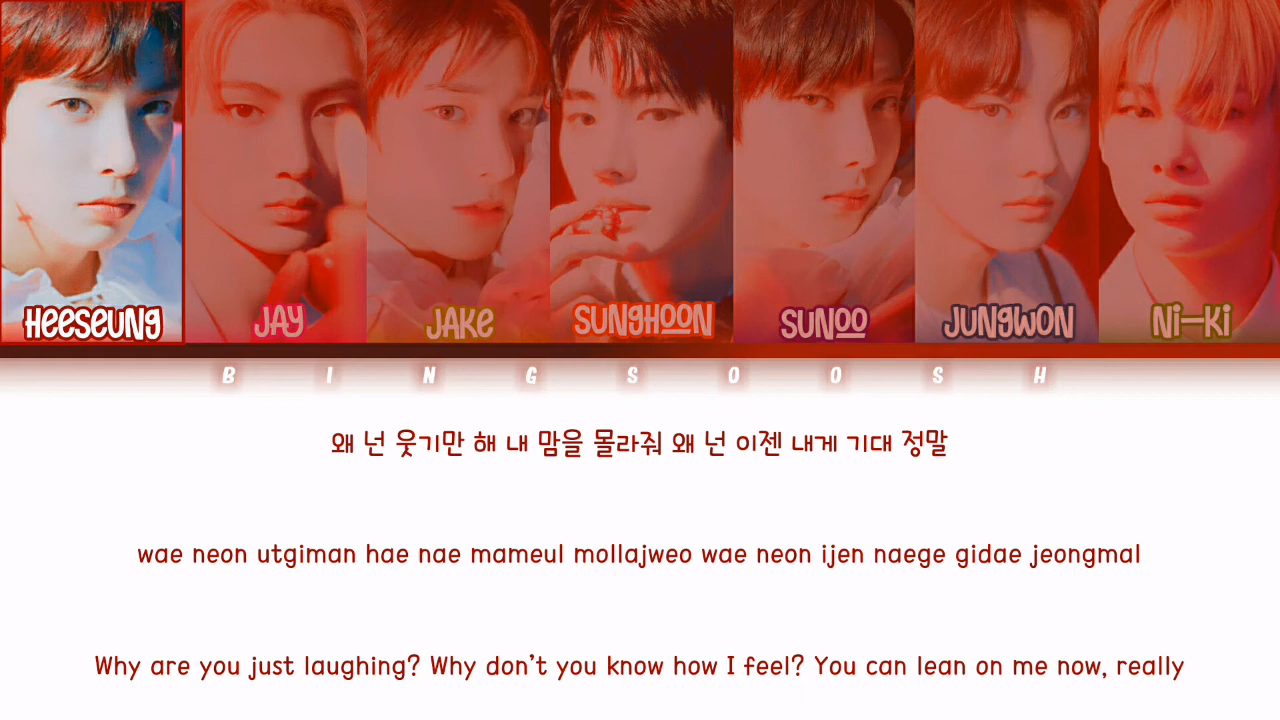 HEESEUNG JAY JAKE SUNGHOON SUNOO JUNGWON Ni-Ki
B I N G S O O S H
왜 넌 웃기만 해 내 맘을 몰라줘 왜 넌 이젠 내게 기대 정말
wae neon utgiman hae nae mameul mollajweo wae neon ijen naege gidae jeongmal
Why are you just laughing? Why don't you know how I feel? You can lean on me now, really